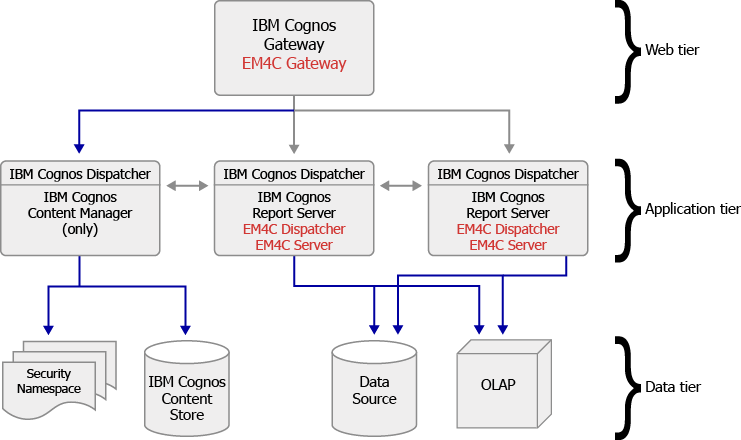 IBM Cognos
Gateway
EM4C Gateway
Web tier
IBM Cognos Dispatcher
IBM Cognos
Content Manager
(only)
IBM Cognos Dispatcher
IBM Cognos
Report Server
EM4C Dispatcher
EM4C Server
IBM Cognos Dispatcher
IBM Cognos
Report Server
EM4C Dispatcher
EM4C Server
Application tier
Security
Namespace
IBM Cognos
Content
Store
Data
Source
OLAP
Data tier